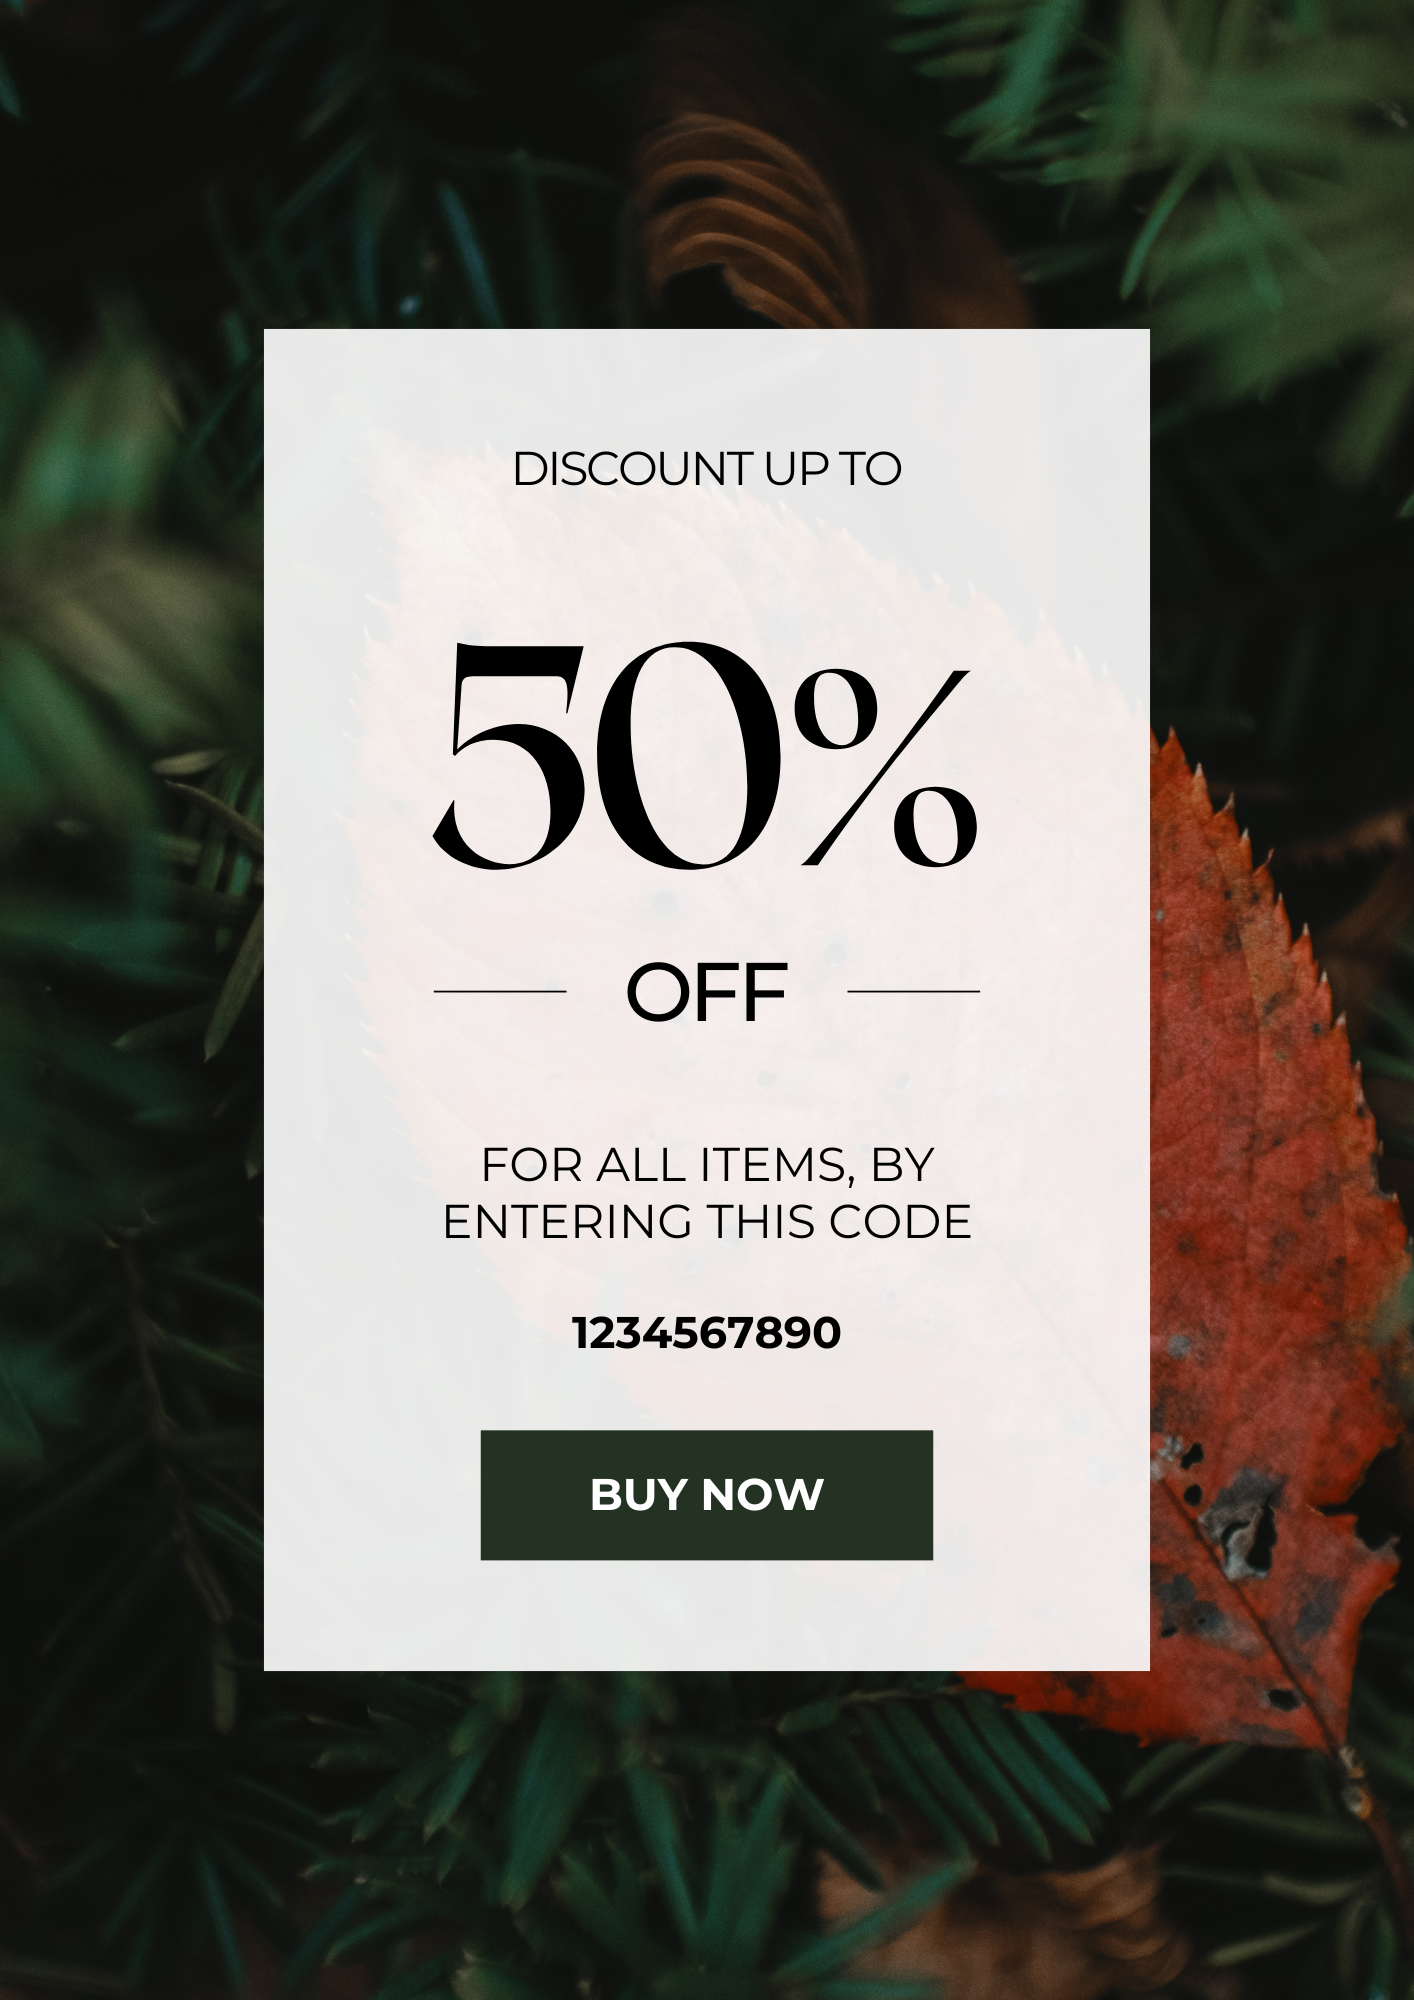 DISCOUNT UP TO
50%
OFF
FOR ALL ITEMS, BY
ENTERING THIS CODE
1234567890
BUY NOW